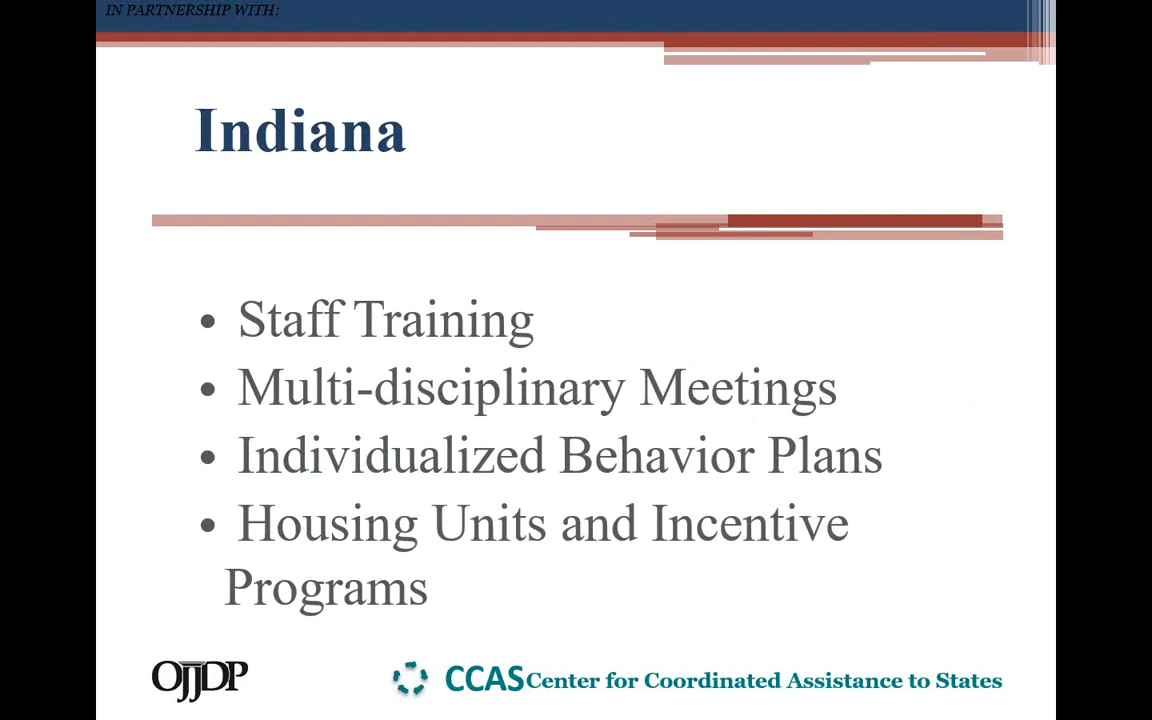 IN PARTNERSHIP WITH:
Indiana
• Staff Training
• Multi-disciplinary Meetings
• Individualized Behavior Plans
• Housing Units and Incentive
Programs
OJJDP
CCAS Center for Coordinated Assistance to States